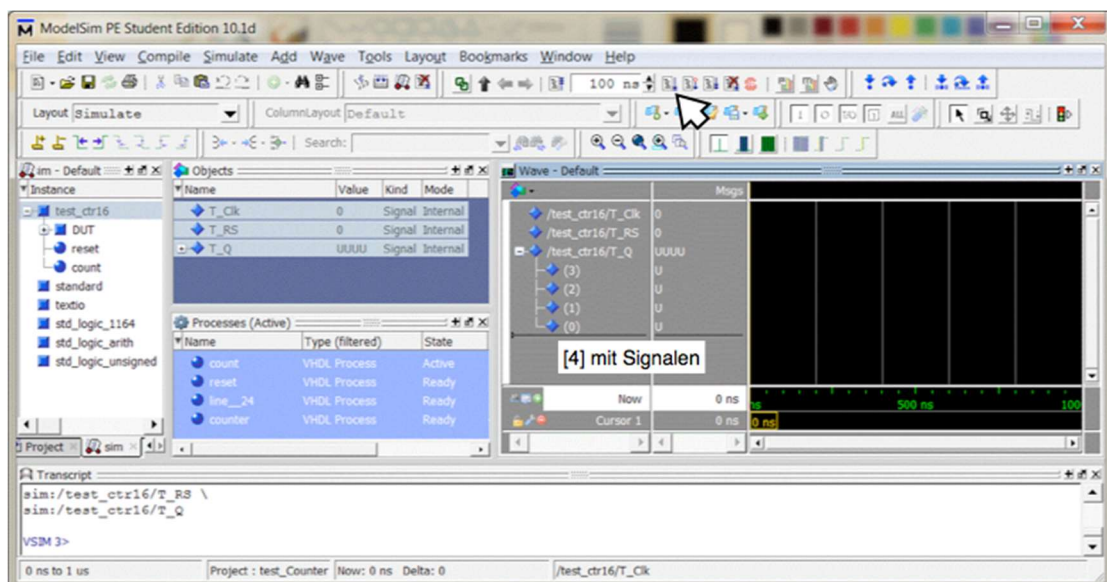 ModelSim PE Student Edition 10.1d
File Edit View Compile Simulate Add Wave Tools Layout Bookmarks Window Help
100 ns
Layout Simulate
ColumnLayout Default
Search:
sim - Default
Instance
test_ctr16
DUT
reset
count
standard
textio
std_logic_1164
std_logic_arith
std_logic_unsigned
Project
sim
Objects
Name Value Kind Mode
T_Clk 0 Signal Internal
T_RS 0 Signal Internal
T_Q UUUU Signal Internal
Processes (Active)
Name Type (filtered) State
count VHDL Process Active
reset VHDL Process Ready
line__24 VHDL Process Ready
counter VHDL Process Ready
Wave - Default
Msgs
/test_ctr16/T_Clk 0
/test_ctr16/T_RS 0
/test_ctr16/T_Q UUUU
(3) U
(2) U
(1) U
(0) U
[4] mit Signalen
Now 0 ns
Cursor 1 0 ns
ns 500 ns 100
0 ns
Transcript
sim:/test_ctr16/T_RS \
sim:/test_ctr16/T_Q
VSIM 3>
0 ns to 1 us
Project : test_Counter Now: 0 ns Delta: 0
/test_ctr16/T_Clk